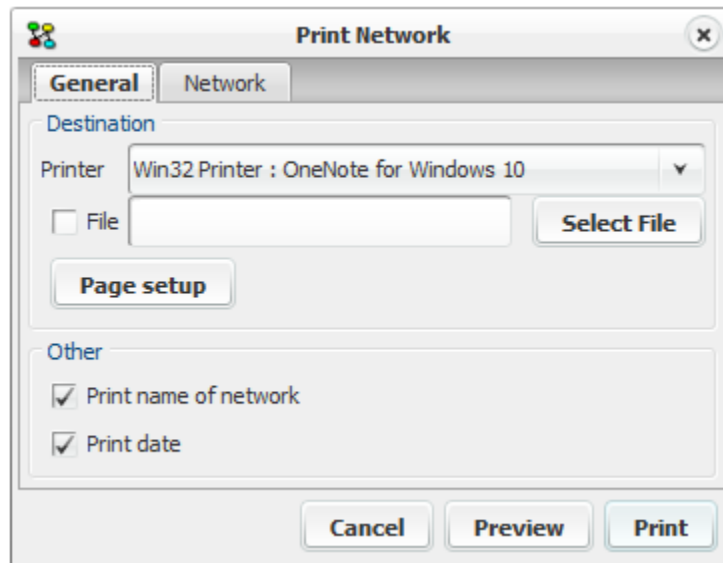 Print Network
General Network
Destination
Printer Win32 Printer : OneNote for Windows 10
File Select File
Page setup
Other
Print name of network
Print date
Cancel Preview Print